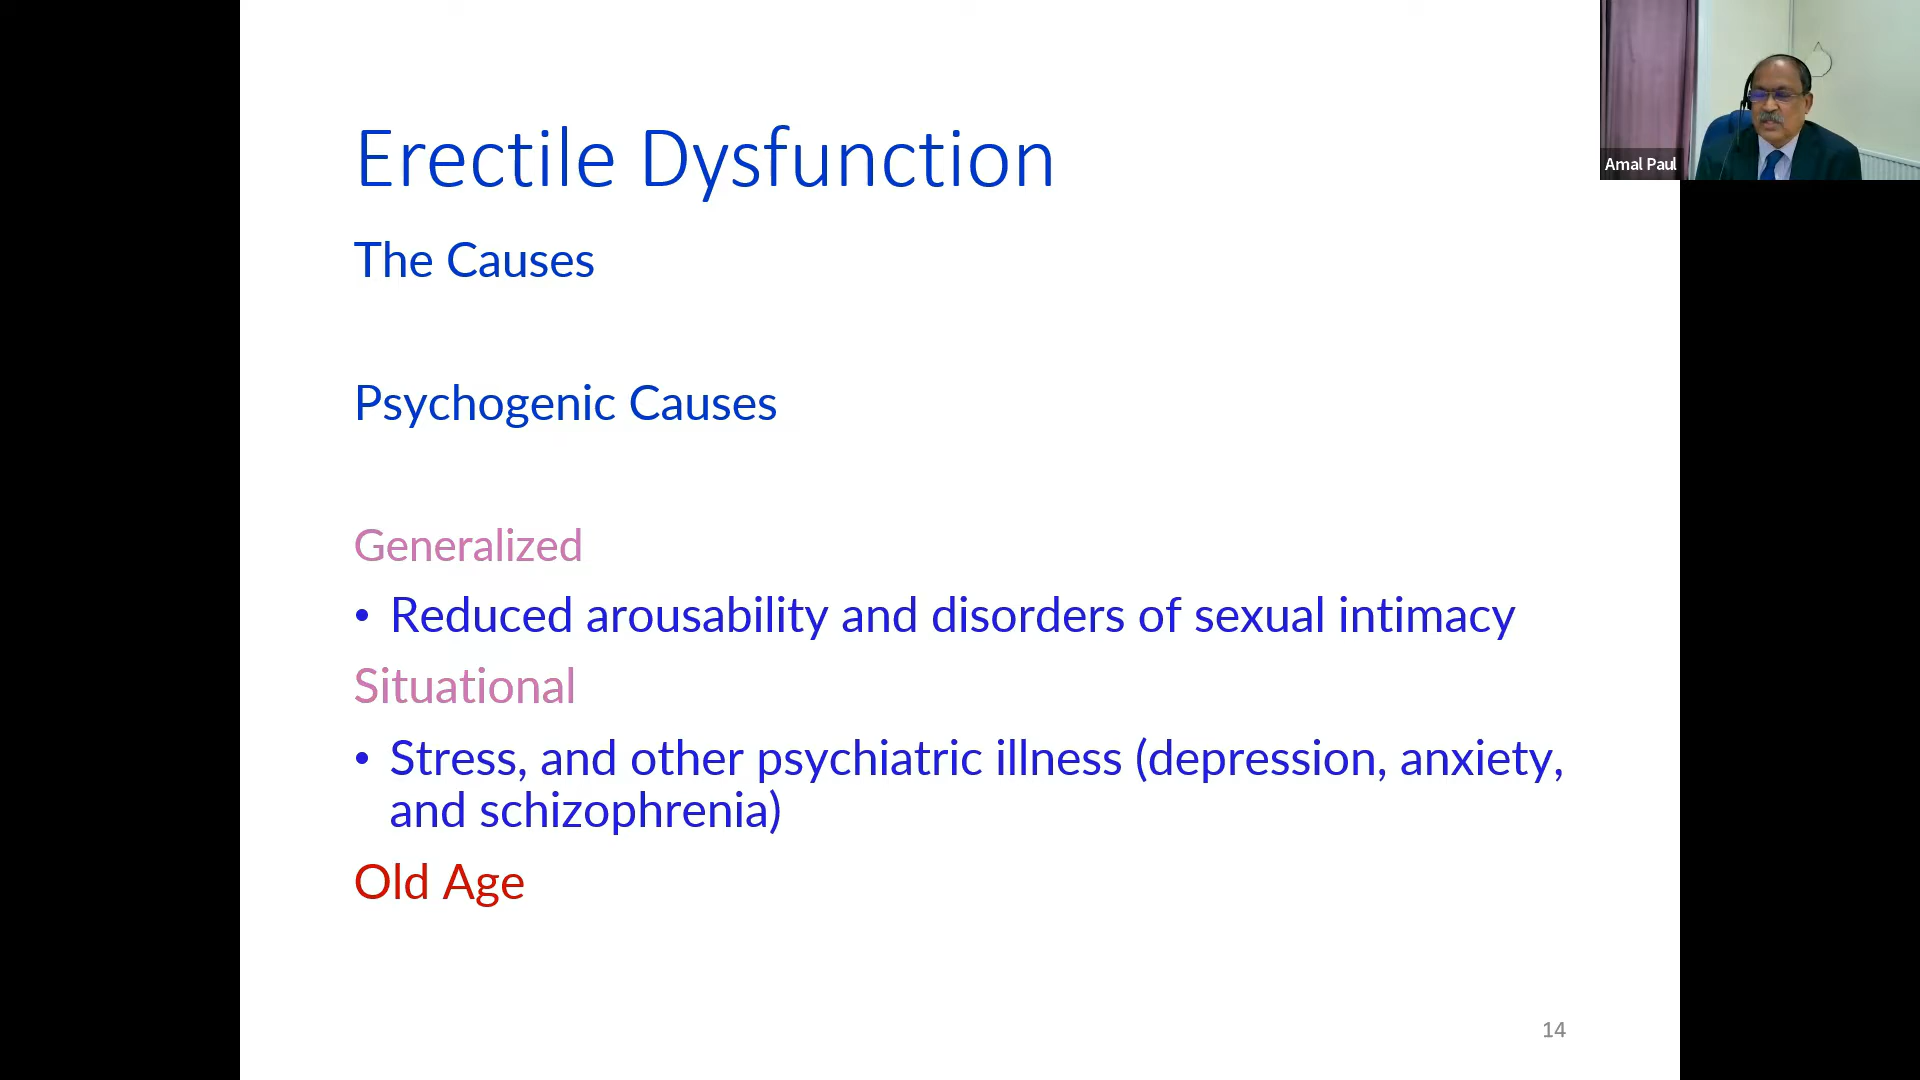 Erectile Dysfunction
Amal Paul
The Causes
Psychogenic Causes
Generalized
• Reduced arousability and disorders of sexual intimacy
Situational
• Stress, and other psychiatric illness (depression, anxiety,
and schizophrenia)
Old Age
14